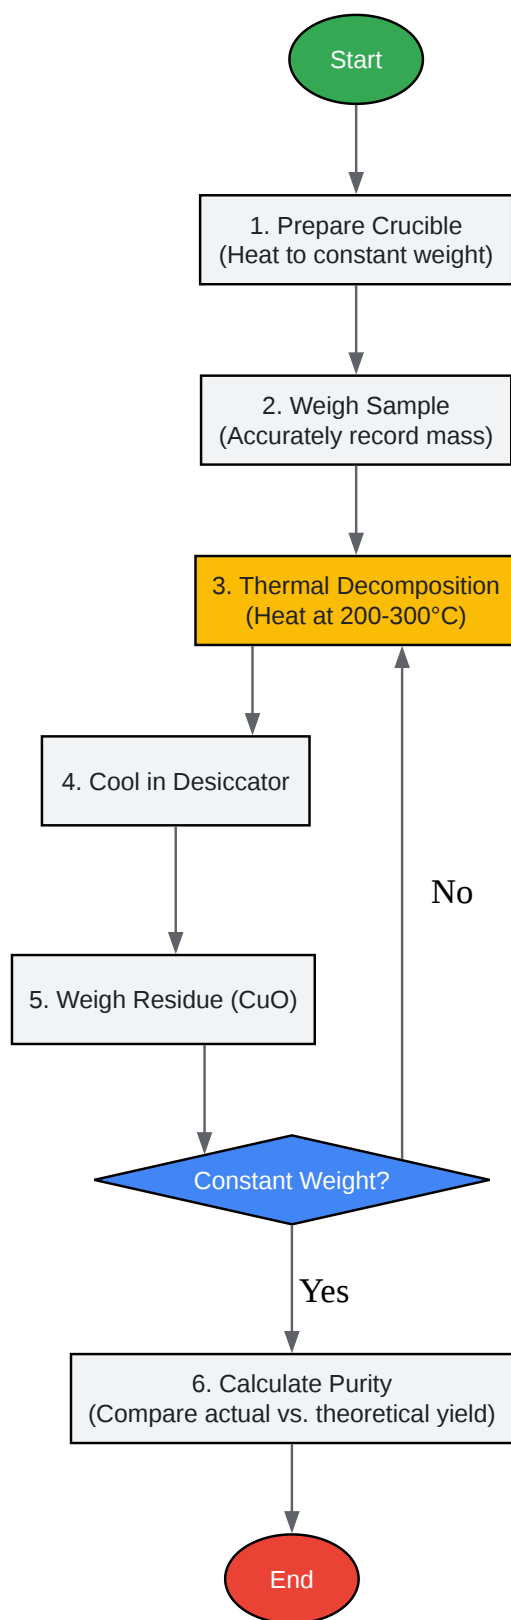 Start
1. Prepare Crucible
(Heat to constant weight)
2. Weigh Sample
(Accurately record mass)
3. Thermal Decomposition
(Heat at 200-300°C)
4. Cool in Desiccator
No
5. Weigh Residue (CuO)
Constant Weight?
Yes
6. Calculate Purity
(Compare actual vs. theoretical yield)
End